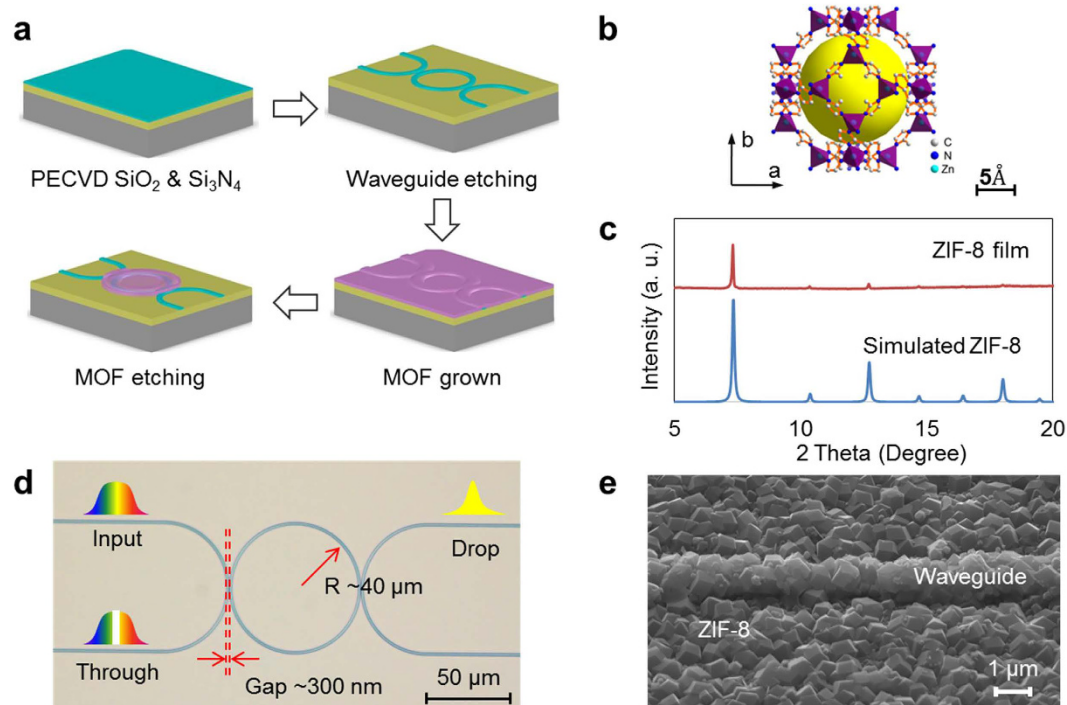 a
PECVD SiO₂ & Si₃N₄
Waveguide etching
MOF etching
MOF grown
b
b
a
C
N
Zn
5Å
c
Intensity (a. u.)
ZIF-8 film
Simulated ZIF-8
5
10
15
20
2 Theta (Degree)
d
Input
Drop
R ~40 µm
Through
Gap ~300 nm
50 µm
e
Waveguide
ZIF-8
1 µm